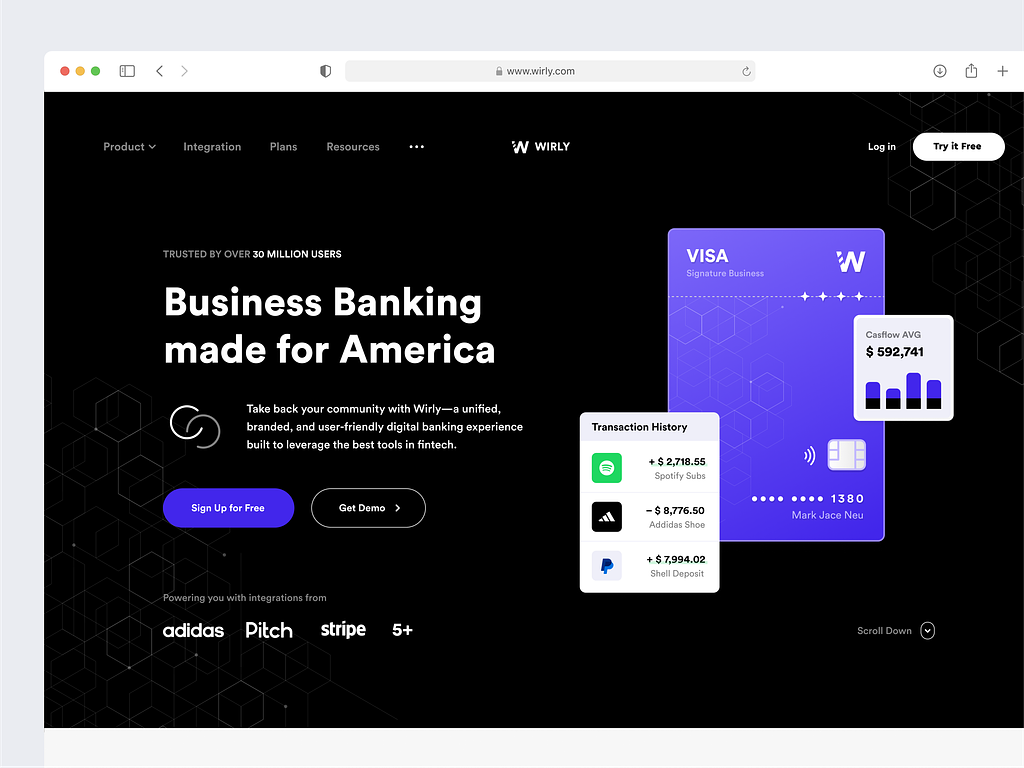 www.wirly.com
Product
Integration
Plans
Resources
WIRLY
Log in
Try it Free
TRUSTED BY OVER 30 MILLION USERS
Business Banking
made for America
Take back your community with Wirly—a unified,
branded, and user-friendly digital banking experience
built to leverage the best tools in fintech.
Sign Up for Free
Get Demo
Powering you with integrations from
adidas
Pitch
stripe
5+
VISA
Signature Business
Casflow AVG
$ 592,741
Transaction History
+ $ 2,718.55
Spotify Subs
– $ 8,776.50
Addidas Shoe
+ $ 7,994.02
Shell Deposit
•••• •••• 1380
Mark Jace Neu
Scroll Down